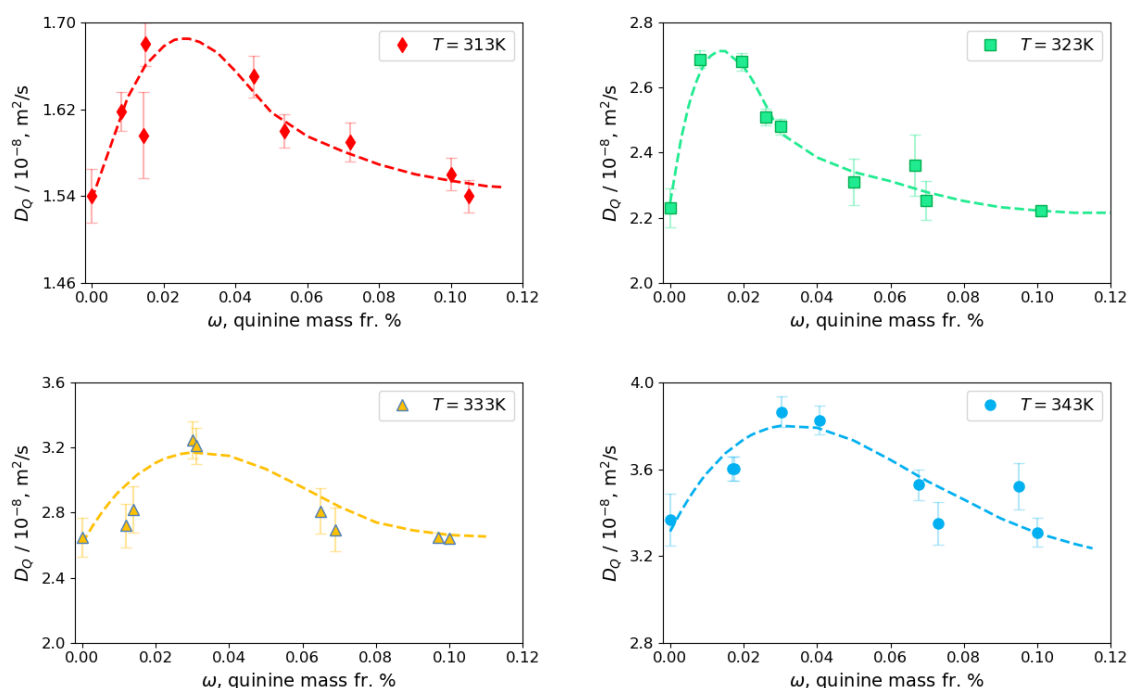 1.70
1.62
1.54
1.46
D_Q / 10⁻⁸, m²/s
T = 313K
0.00 0.02 0.04 0.06 0.08 0.10 0.12
ω, quinine mass fr. %
2.8
2.6
2.4
2.2
2.0
D_Q / 10⁻⁸, m²/s
T = 323K
0.00 0.02 0.04 0.06 0.08 0.10 0.12
ω, quinine mass fr. %
3.6
3.2
2.8
2.4
2.0
D_Q / 10⁻⁸, m²/s
T = 333K
0.00 0.02 0.04 0.06 0.08 0.10 0.12
ω, quinine mass fr. %
4.0
3.6
3.2
2.8
D_Q / 10⁻⁸, m²/s
T = 343K
0.00 0.02 0.04 0.06 0.08 0.10 0.12
ω, quinine mass fr. %